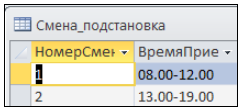 Смена_подстановка
НомерСмен ВремяПрие
1 08.00-12.00
2 13.00-19.00